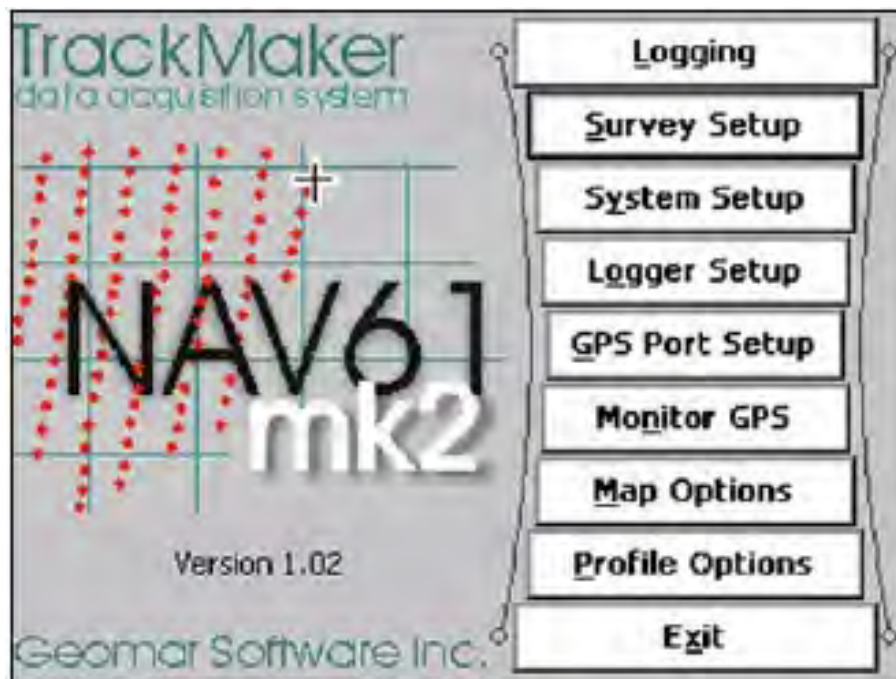 TrackMaker
data acquisition system
NAV61
mk2
Version 1.02
Geomar Software Inc.
Logging
Survey Setup
System Setup
Logger Setup
GPS Port Setup
Monitor GPS
Map Options
Profile Options
Exit